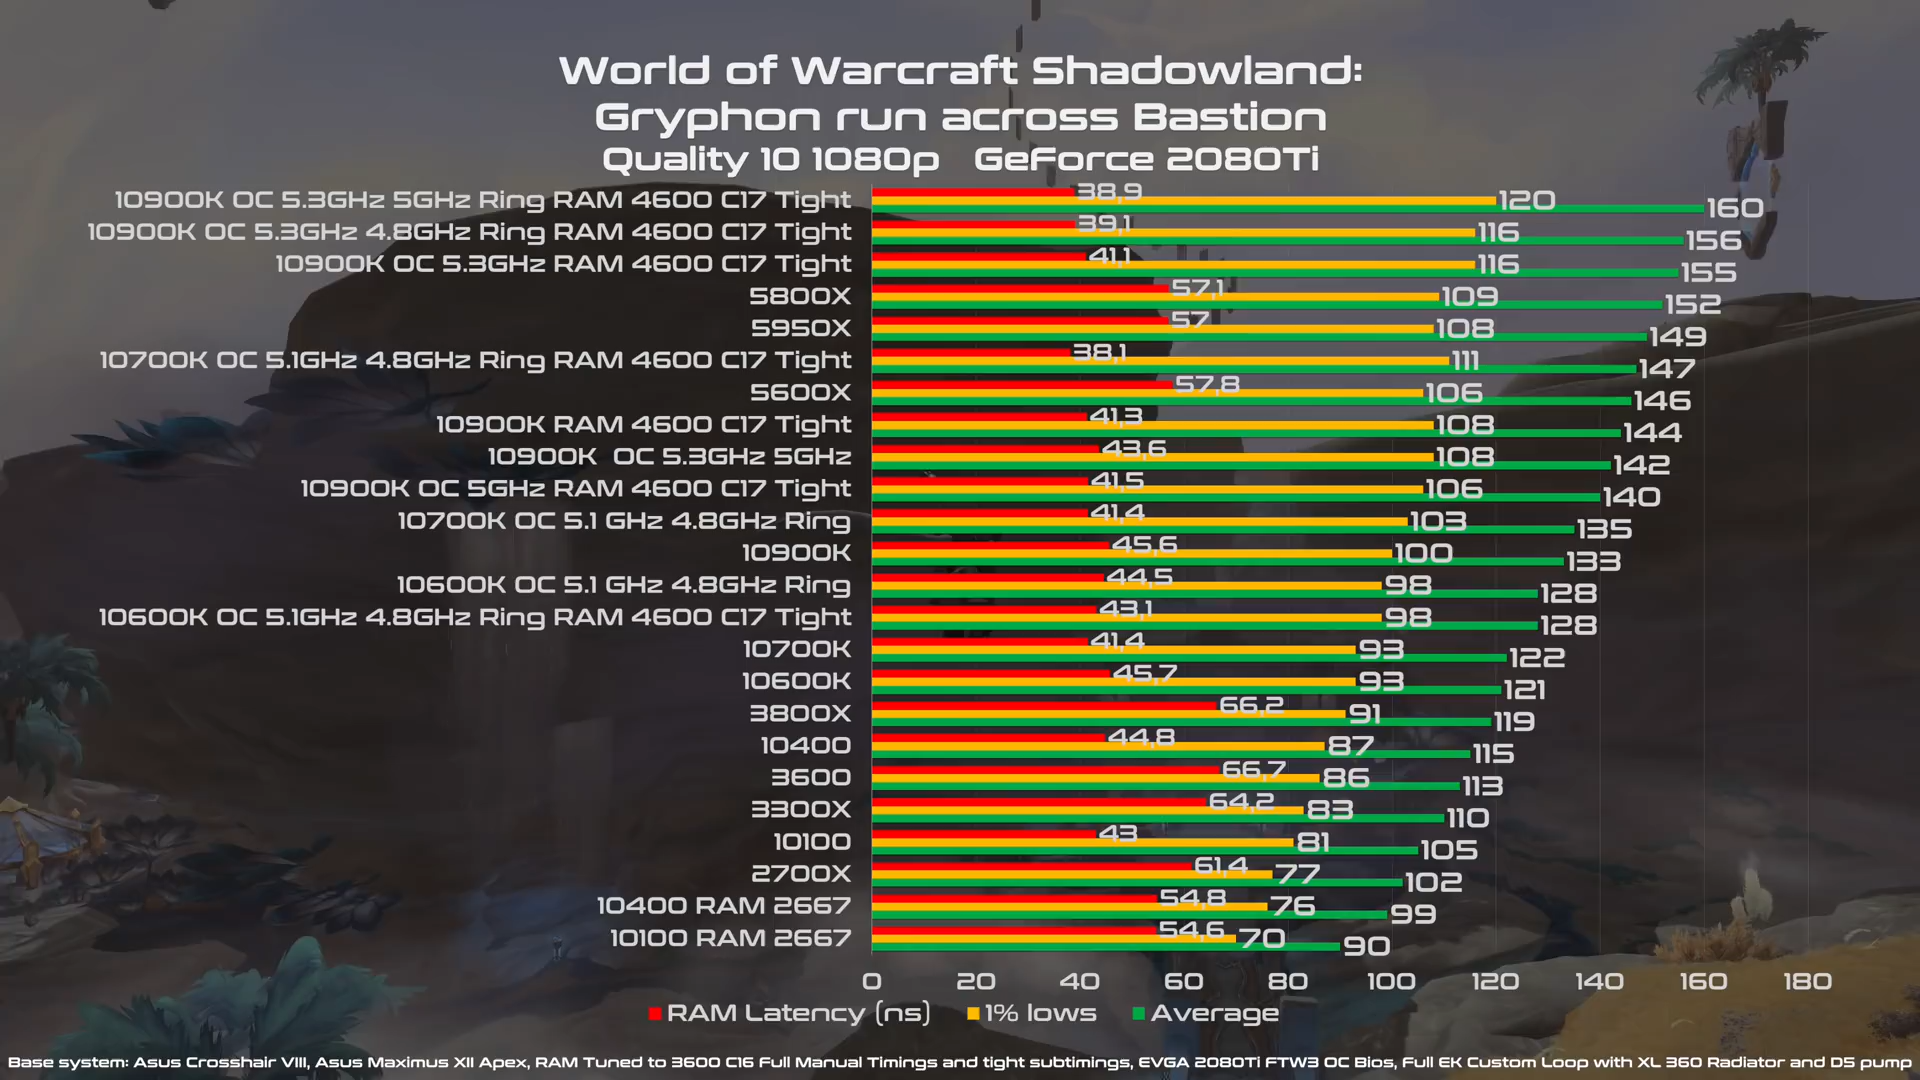 World of Warcraft Shadowland:
Gryphon run across Bastion
Quality 10 1080p GeForce 2080Ti
10900K OC 5.3GHz 5GHz Ring RAM 4600 C17 Tight 38,9 120 160
10900K OC 5.3GHz 4.8GHz Ring RAM 4600 C17 Tight 39,1 116 156
10900K OC 5.3GHz RAM 4600 C17 Tight 41,1 116 155
5800X 57,1 109 152
5950X 57 108 149
10700K OC 5.1GHz 4.8GHz Ring RAM 4600 C17 Tight 38,1 111 147
5600X 57,8 106 146
10900K RAM 4600 C17 Tight 41,3 108 144
10900K OC 5.3GHz 5GHz 43,6 108 142
10900K OC 5GHz RAM 4600 C17 Tight 41,5 106 140
10700K OC 5.1 GHz 4.8GHz Ring 41,4 103 135
10900K 45,6 100 133
10600K OC 5.1 GHz 4.8GHz Ring 44,5 98 128
10600K OC 5.1GHz 4.8GHz Ring RAM 4600 C17 Tight 43,1 98 128
10700K 41,4 93 122
10600K 45,7 93 121
3800X 66,2 91 119
10400 44,8 87 115
3600 66,7 86 113
3300X 64,2 83 110
10100 43 81 105
2700X 61,4 77 102
10400 RAM 2667 54,8 76 99
10100 RAM 2667 54,6 70 90
0 20 40 60 80 100 120 140 160 180
RAM Latency (ns) 1% lows Average
Base system: Asus Crosshair VIII, Asus Maximus XII Apex, RAM Tuned to 3600 C16 Full Manual Timings and tight subtimings, EVGA 2080Ti FTW3 OC Bios, Full EK Custom Loop with XL 360 Radiator and D5 pump